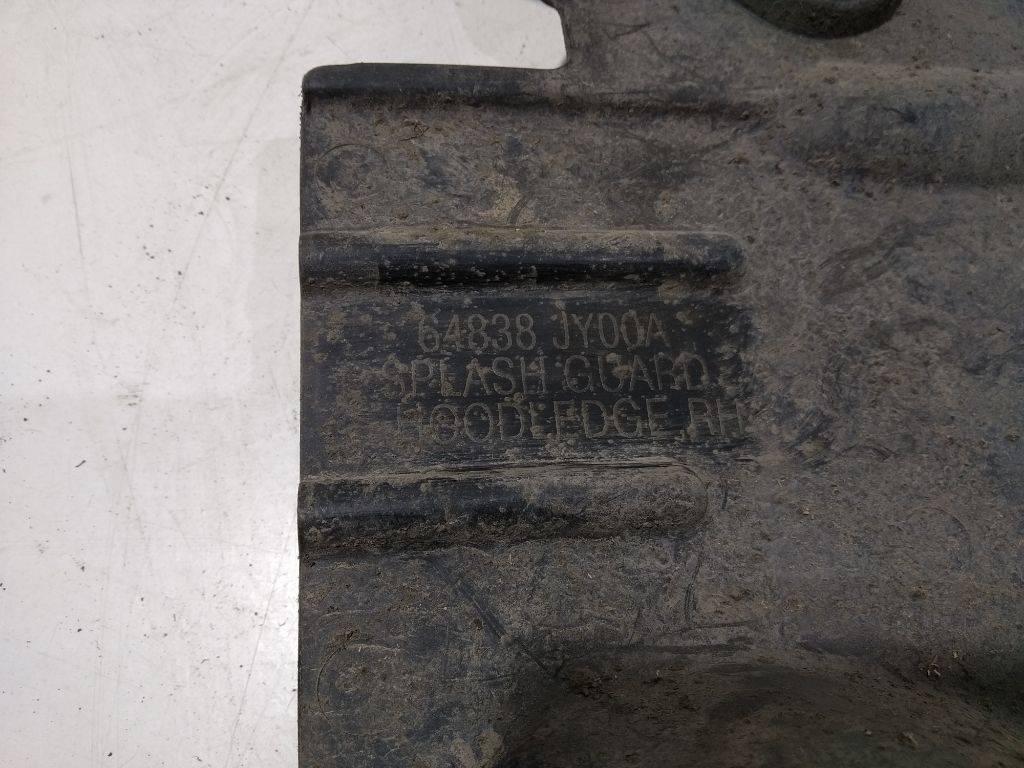 64838 JY00A
SPLASH GUARD
HOODLEDGE RH